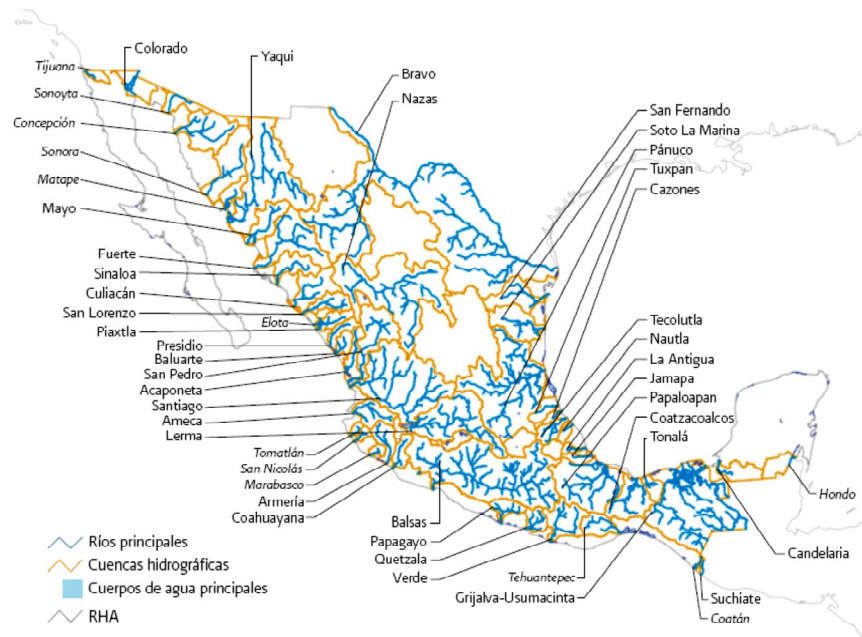 Colorado
Tijuana
Sonoyta
Concepción
Sonora
Matape
Mayo
Yaqui
Bravo
Nazas
San Fernando
Soto La Marina
Pánuco
Tuxpan
Cazones
Fuerte
Sinaloa
Culiacán
San Lorenzo
Elota
Piaxtla
Presidio
Baluarte
San Pedro
Acaponeta
Santiago
Ameca
Lerma
Tomatlán
San Nicolás
Marabasco
Armería
Coahuayana
Tecolutla
Nautla
La Antigua
Jamapa
Papaloapan
Coatzacoalcos
Tonalá
Hondo
Candelaria
Balsas
Papagayo
Quetzala
Verde
Tehuantepec
Grijalva-Usumacinta
Suchiate
Coatán
Ríos principales
Cuencas hidrográficas
Cuerpos de agua principales
RHA